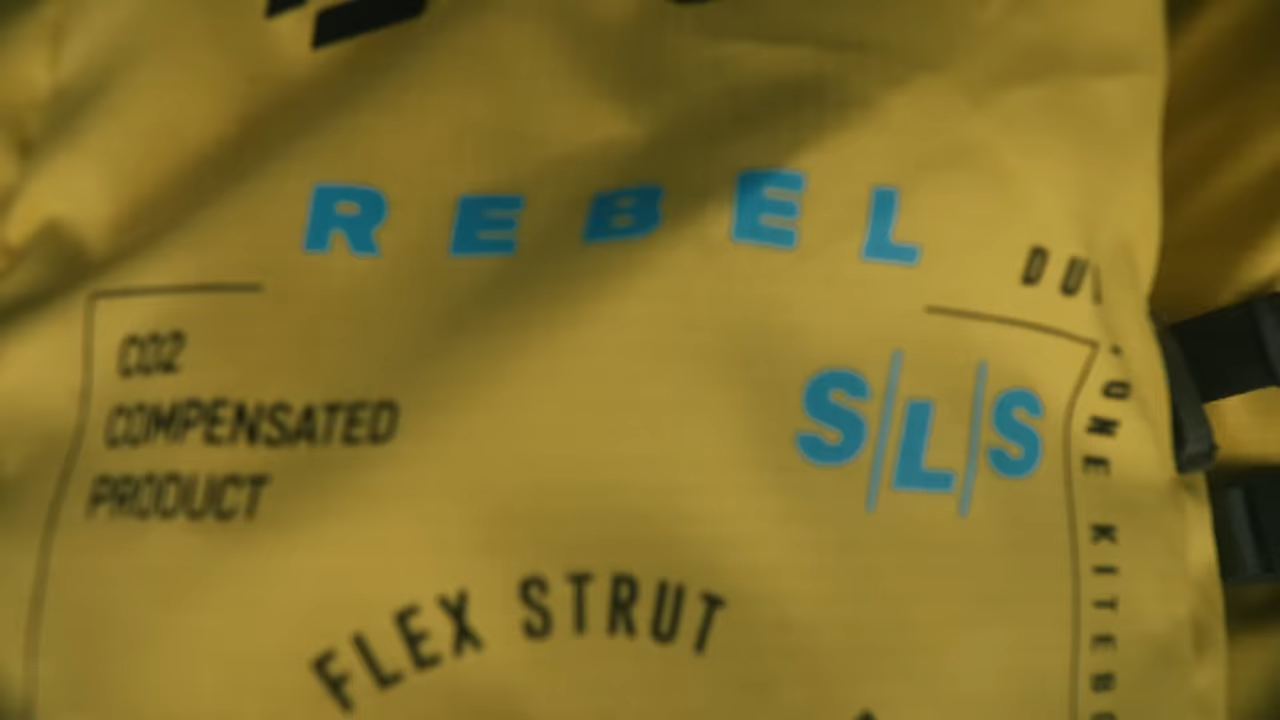 REBEL
CO2
COMPENSATED
PRODUCT
S/L/S
FLEX STRUT